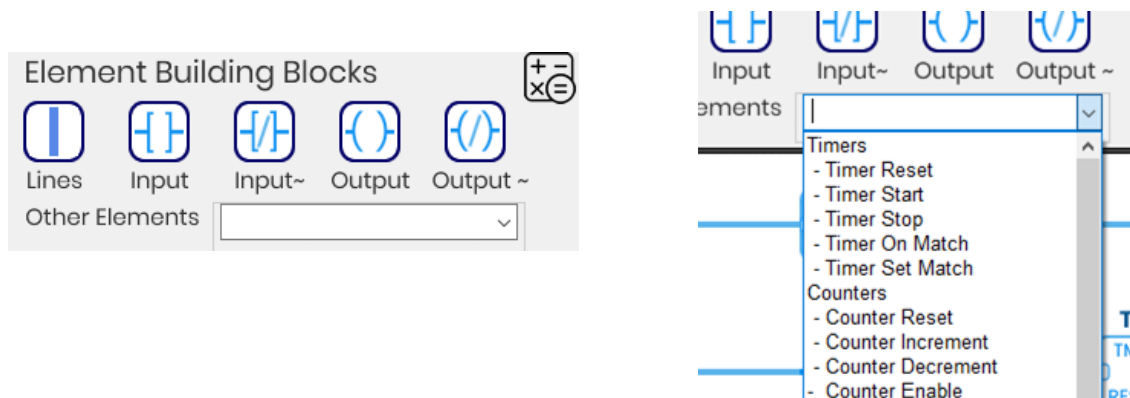 Element Building Blocks
Lines Input Input~ Output Output ~
Other Elements
Input Input~ Output Output ~
ements
Timers
- Timer Reset
- Timer Start
- Timer Stop
- Timer On Match
- Timer Set Match
Counters
- Counter Reset
- Counter Increment
- Counter Decrement
- Counter Enable
T
TM